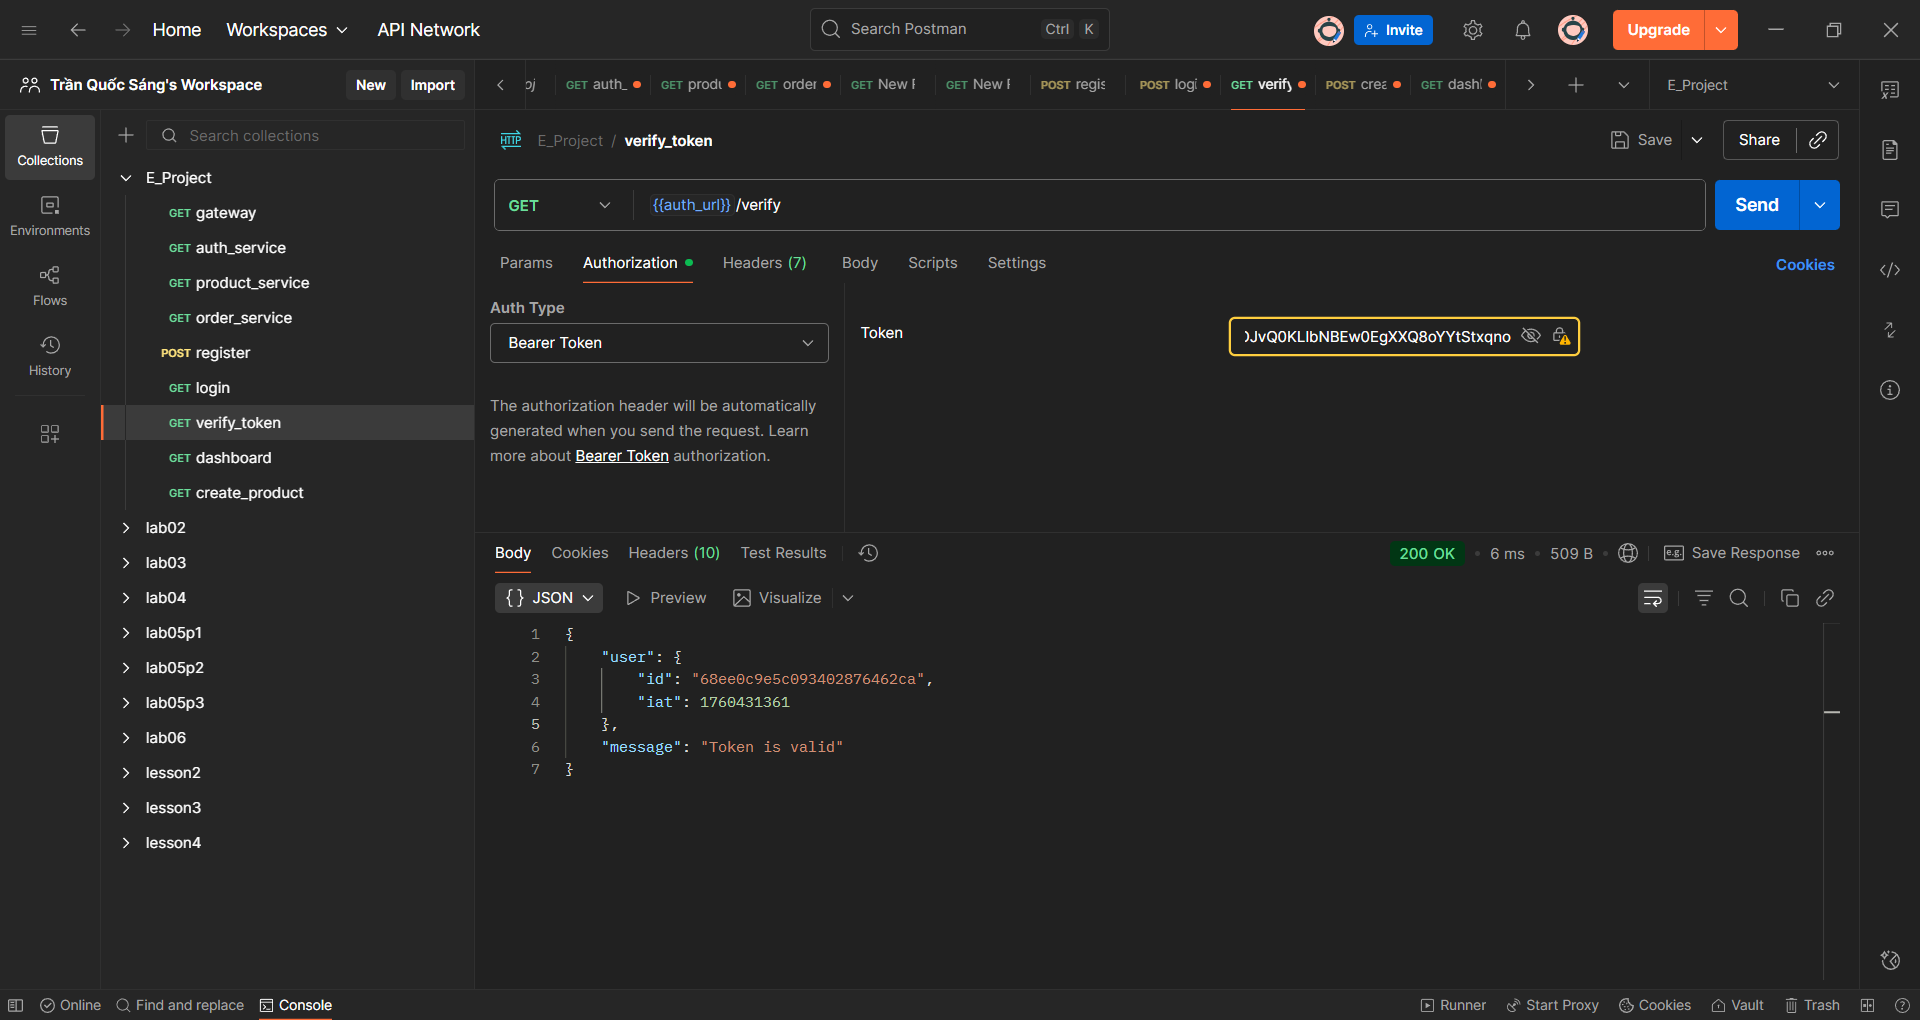 Home Workspaces API Network Search Postman Ctrl K Invite Upgrade
Trần Quốc Sáng's Workspace New Import
GET auth_ GET produ GET order GET New F GET New F POST regis POST logi GET verify POST crea GET dash E_Project
Collections
Environments
Flows
History
Search collections
E_Project
GET gateway
GET auth_service
GET product_service
GET order_service
POST register
GET login
GET verify_token
GET dashboard
GET create_product
lab02
lab03
lab04
lab05p1
lab05p2
lab05p3
lab06
lesson2
lesson3
lesson4
HTTP E_Project / verify_token Save Share
GET {{auth_url}} /verify Send
Params Authorization Headers (7) Body Scripts Settings Cookies
Auth Type
Bearer Token
The authorization header will be automatically
generated when you send the request. Learn
more about Bearer Token authorization.
Token JvQ0KLlbNBEw0EgXXQ8oYYtStxqno
Body Cookies Headers (10) Test Results 200 OK • 6 ms • 509 B • e.g. Save Response
{} JSON Preview Visualize
1 {
2 "user": {
3 "id": "68ee0c9e5c093402876462ca",
4 "iat": 1760431361
5 },
6 "message": "Token is valid"
7 }
Online Find and replace Console Runner Start Proxy Cookies Vault Trash